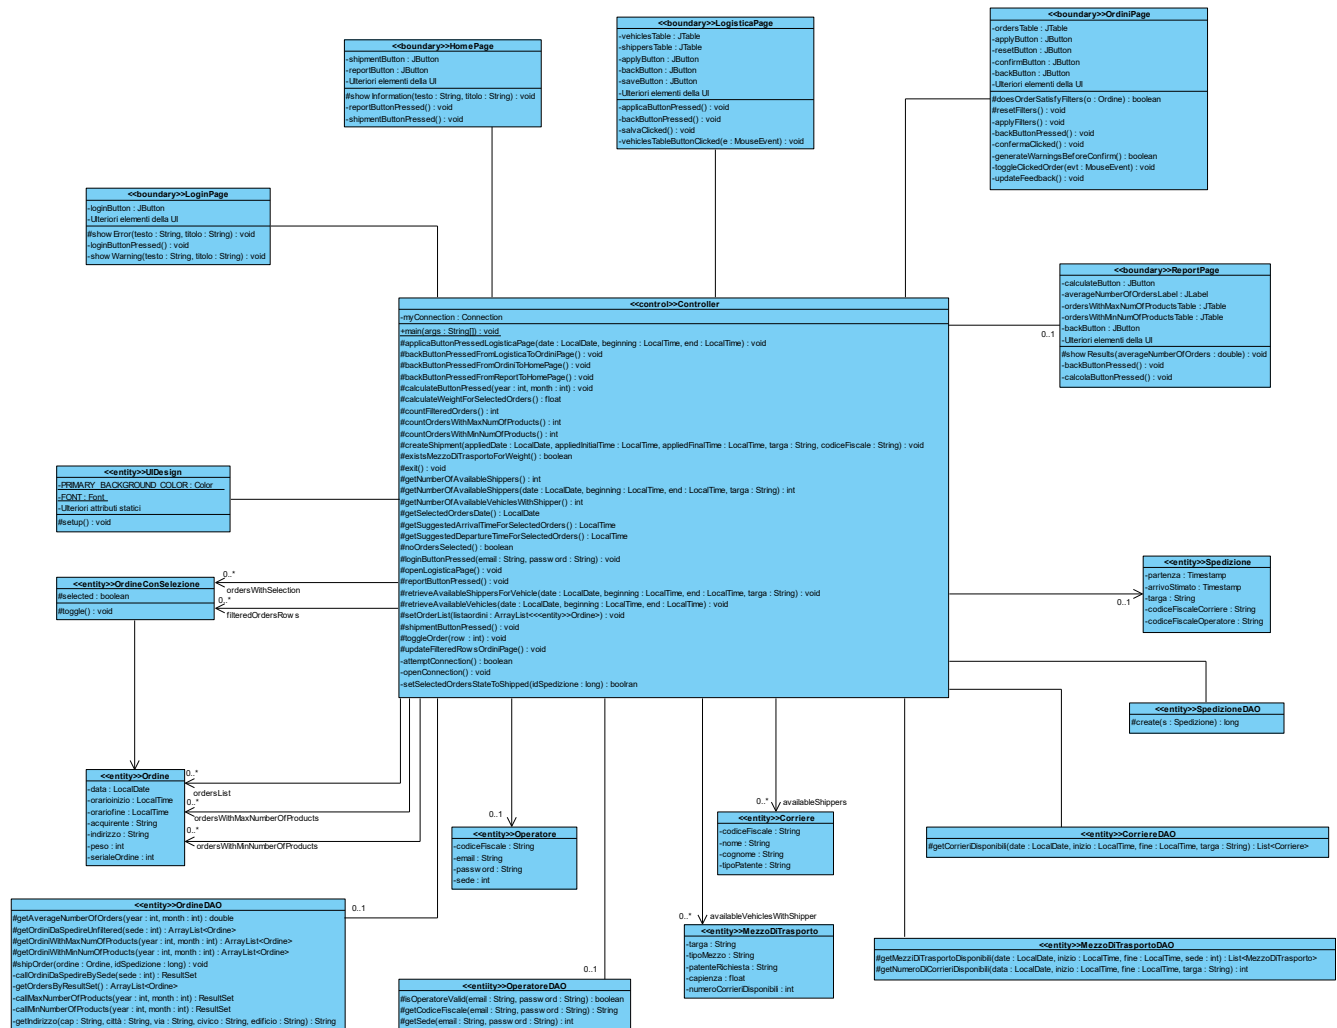 <<boundary>>HomePage
-shipmentButton : JButton
-reportButton : JButton
-Ulteriori elementi della UI
#showInformation(testo : String, titolo : String) : void
-reportButtonPressed() : void
-shipmentButtonPressed() : void
<<boundary>>LogisticaPage
-vehiclesTable : JTable
-shippersTable : JTable
-applyButton : JButton
-backButton : JButton
-saveButton : JButton
-Ulteriori elementi della UI
-applicaButtonPressed() : void
-backButtonPressed() : void
-salvaClicked() : void
-vehiclesTableButtonClicked(e : MouseEvent) : void
<<boundary>>OrdiniPage
-ordersTable : JTable
-applyButton : JButton
-resetButton : JButton
-confirmButton : JButton
-backButton : JButton
-Ulteriori elementi della UI
#doesOrderSatisfyFilters(o : Ordine) : boolean
#resetFilters() : void
-applyFilters() : void
-backButtonPressed() : void
-confermaClicked() : void
-generateWarningsBeforeConfirm() : boolean
-toggleClickedOrder(evt : MouseEvent) : void
-updateFeedback() : void
<<boundary>>LoginPage
-loginButton : JButton
-Ulteriori elementi della UI
#showError(testo : String, titolo : String) : void
-loginButtonPressed() : void
-showWarning(testo : String, titolo : String) : void
<<boundary>>ReportPage
-calculateButton : JButton
-averageNumberOfOrdersLabel : JLabel
-ordersWithMaxNumOfProductsTable : JTable
-ordersWithMinNumOfProductsTable : JTable
-backButton : JButton
-Ulteriori elementi della UI
#showResults(averageNumberOfOrders : double) : void
-backButtonPressed() : void
-calcolaButtonPressed() : void
0..1
<<control>>Controller
-myConnection : Connection
+main(args : String[]) : void
#applicaButtonPressedLogisticaPage(date : LocalDate, beginning : LocalTime, end : LocalTime) : void
#backButtonPressedFromLogisticaToOrdiniPage() : void
#backButtonPressedFromOrdiniToHomePage() : void
#backButtonPressedFromReportToHomePage() : void
#calculateButtonPressed(year : int, month : int) : void
#calculateWeightForSelectedOrders() : float
#countFilteredOrders() : int
#countOrdersWithMaxNumOfProducts() : int
#countOrdersWithMinNumOfProducts() : int
#createShipment(appliedDate : LocalDate, appliedInitialTime : LocalTime, appliedFinalTime : LocalTime, targa : String, codiceFiscale : String) : void
#existsMezzoDiTrasportoForWeight() : boolean
#exit() : void
#getNumberOfAvailableShippers() : int
#getNumberOfAvailableShippers(date : LocalDate, beginning : LocalTime, end : LocalTime, targa : String) : int
#getNumberOfAvailableVehiclesWithShipper() : int
#getSelectedOrdersDate() : LocalDate
#getSuggestedArrivalTimeForSelectedOrders() : LocalTime
#getSuggestedDepartureTimeForSelectedOrders() : LocalTime
#noOrdersSelected() : boolean
#loginButtonPressed(email : String, password : String) : void
#openLogisticaPage() : void
#reportButtonPressed() : void
#retrieveAvailableShippersForVehicle(date : LocalDate, beginning : LocalTime, end : LocalTime, targa : String) : void
#retrieveAvailableVehicles(date : LocalDate, beginning : LocalTime, end : LocalTime) : void
#setOrderList(listaordini : ArrayList<<<entity>>Ordine>) : void
#shipmentButtonPressed() : void
#toggleOrder(row : int) : void
#updateFilteredRowsOrdiniPage() : void
-attemptConnection() : boolean
-openConnection() : void
-setSelectedOrdersStateToShipped(idSpedizione : long) : boolran
<<entity>>UIDesign
-PRIMARY_BACKGROUND_COLOR : Color
-FONT : Font
-Ulteriori attributi statici
#setup() : void
<<entity>>OrdineConSelezione
#selected : boolean
#toggle() : void
0..*
ordersWithSelection
0..*
filteredOrdersRows
<<entity>>Spedizione
-partenza : Timestamp
-arrivoStimato : Timestamp
-targa : String
-codiceFiscaleCorriere : String
-codiceFiscaleOperatore : String
0..1
<<entity>>SpedizioneDAO
#create(s : Spedizione) : long
<<entity>>Ordine
-data : LocalDate
-orarioinizio : LocalTime
-orariofine : LocalTime
-acquirente : String
-indirizzo : String
-peso : int
-serialeOrdine : int
0..*
ordersList
0..*
ordersWithMaxNumberOfProducts
0..*
ordersWithMinNumberOfProducts
0..1
<<entity>>Operatore
-codiceFiscale : String
-email : String
-password : String
-sede : int
0..*
availableShippers
<<entity>>Corriere
-codiceFiscale : String
-nome : String
-cognome : String
-tipoPatente : String
<<entity>>CorriereDAO
#getCorrieriDisponibili(date : LocalDate, inizio : LocalTime, fine : LocalTime, targa : String) : List<Corriere>
<<entity>>OrdineDAO
#getAverageNumberOfOrders(year : int, month : int) : double
#getOrdiniDaSpedireUnfiltered(sede : int) : ArrayList<Ordine>
#getOrdiniWithMaxNumOfProducts(year : int, month : int) : ArrayList<Ordine>
#getOrdiniWithMinNumOfProducts(year : int, month : int) : ArrayList<Ordine>
#shipOrder(ordine : Ordine, idSpedizione : long) : void
-callOrdiniDaSpedireBySede(sede : int) : ResultSet
-getOrdersByResultSet() : ArrayList<Ordine>
-callMaxNumberOfProducts(year : int, month : int) : ResultSet
-callMinNumberOfProducts(year : int, month : int) : ResultSet
-getIndirizzo(cap : String, città : String, via : String, civico : String, edificio : String) : String
0..1
0..1
<<entiity>>OperatoreDAO
#isOperatoreValid(email : String, password : String) : boolean
#getCodiceFiscale(email : String, password : String) : String
#getSede(email : String, password : String) : int
0..*
availableVehiclesWithShipper
<<entity>>MezzoDiTrasporto
-targa : String
-tipoMezzo : String
-patenteRichiesta : String
-capienza : float
-numeroCorrieriDisponibili : int
<<entity>>MezzoDiTrasportoDAO
#getMezziDiTrasportoDisponibili(date : LocalDate, inizio : LocalTime, fine : LocalTime, sede : int) : List<MezzoDiTrasporto>
#getNumeroDiCorrieriDisponibili(date : LocalDate, inizio : LocalTime, fine : LocalTime, targa : String) : int